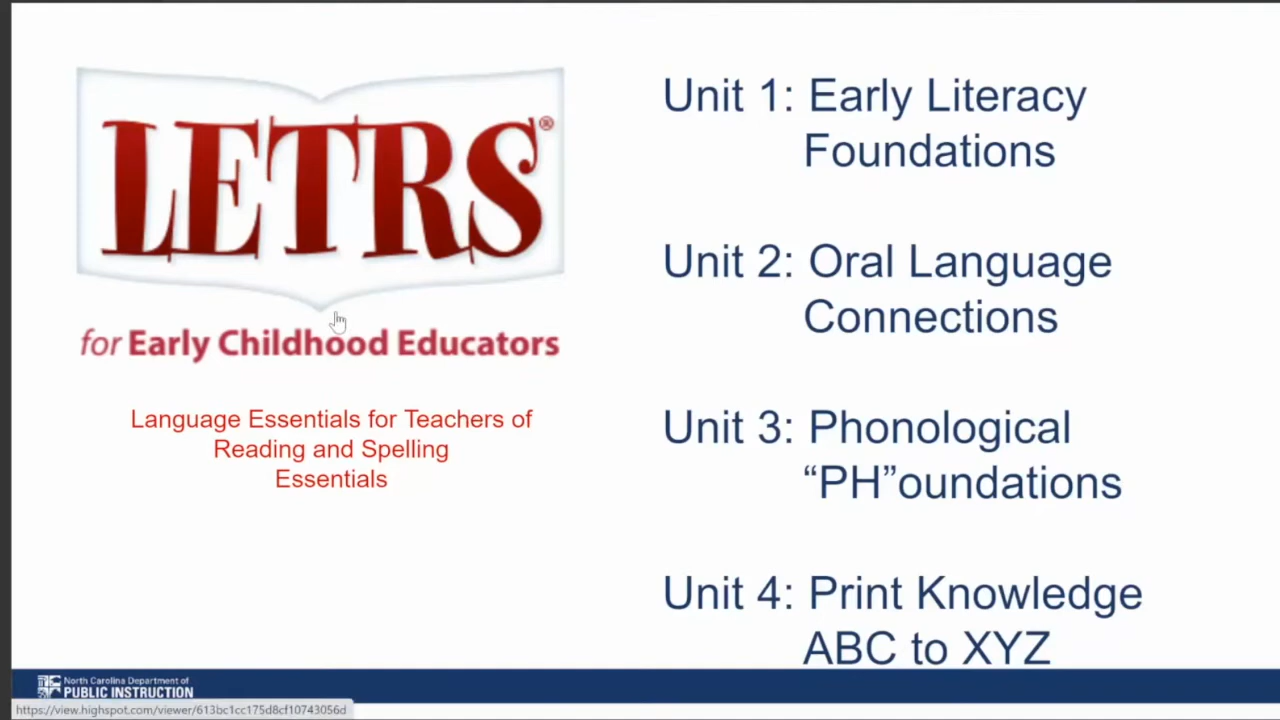 LETRS®
for Early Childhood Educators
Language Essentials for Teachers of
Reading and Spelling
Essentials
Unit 1: Early Literacy
Foundations
Unit 2: Oral Language
Connections
Unit 3: Phonological
“PH”oundations
Unit 4: Print Knowledge
ABC to XYZ
North Carolina Department of
PUBLIC INSTRUCTION
https://view.highspot.com/viewer/613bc1cc175d8cf10743056d